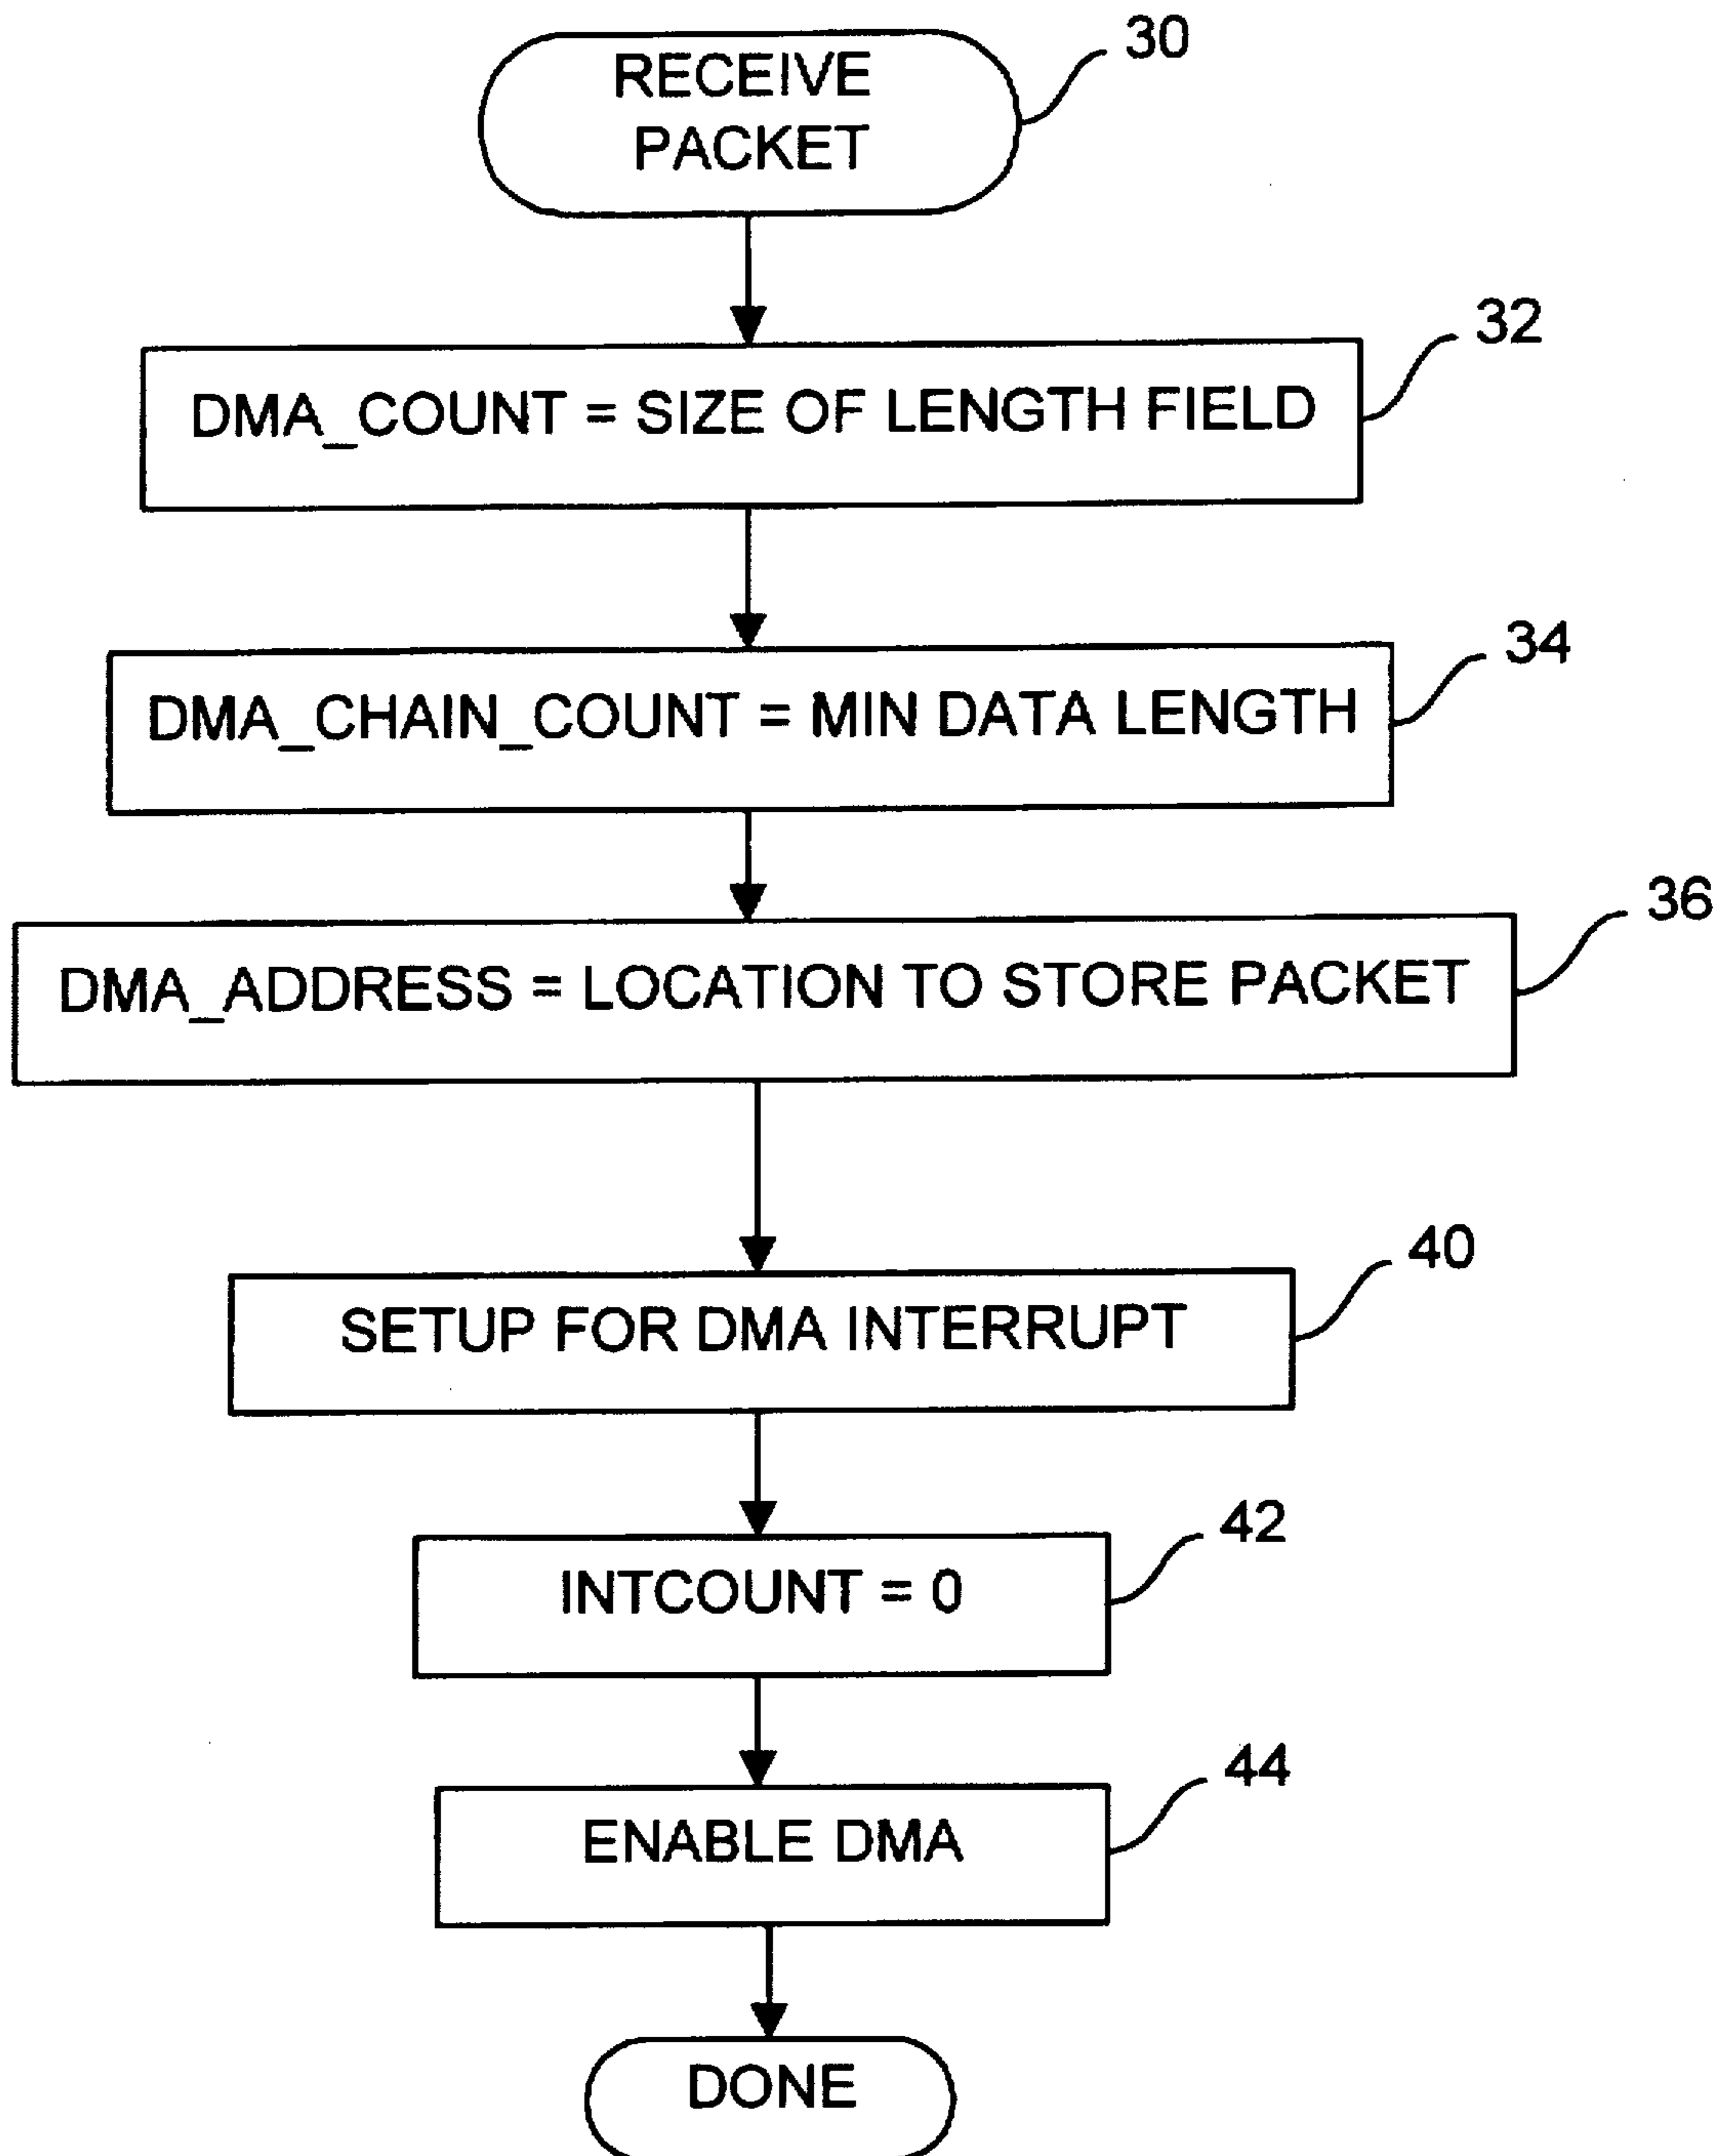 RECEIVE
PACKET
30
DMA_COUNT = SIZE OF LENGTH FIELD
32
DMA_CHAIN_COUNT = MIN DATA LENGTH
34
DMA_ADDRESS = LOCATION TO STORE PACKET
36
SETUP FOR DMA INTERRUPT
40
INTCOUNT = 0
42
ENABLE DMA
44
DONE